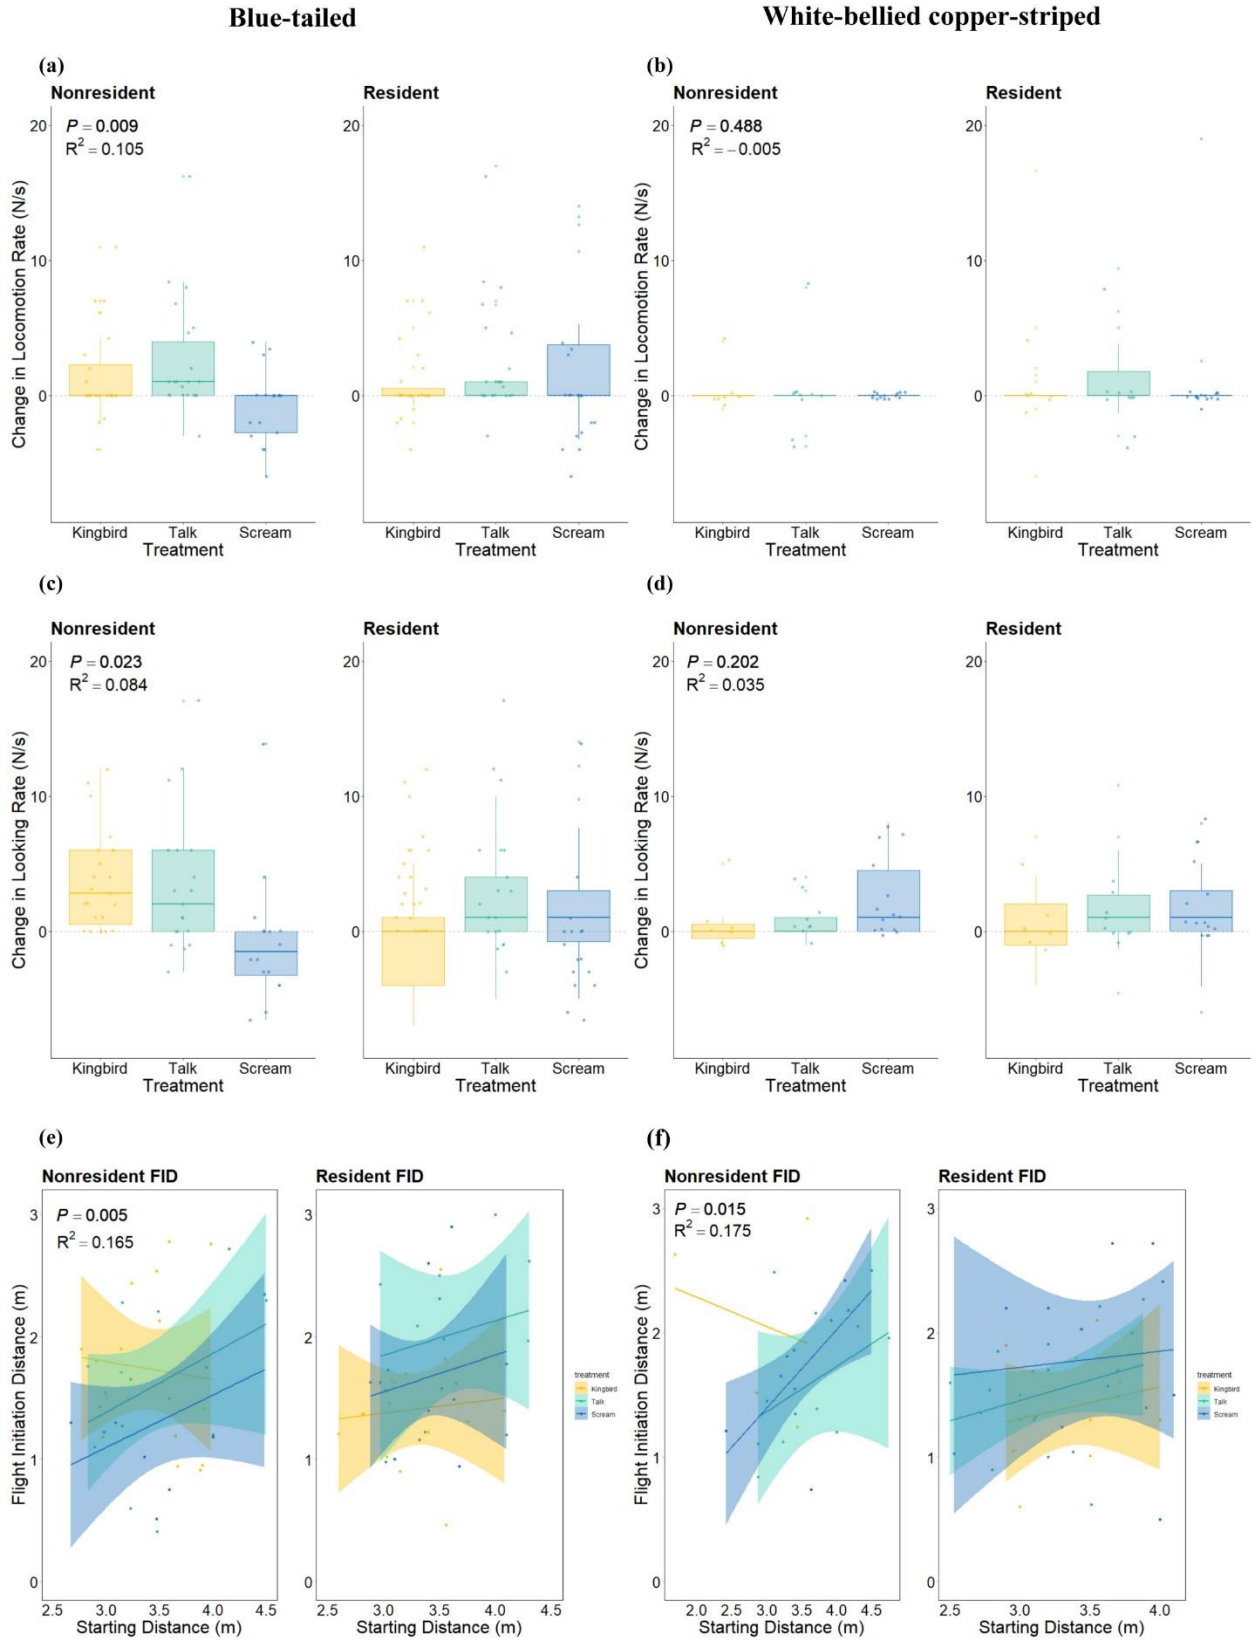 Blue-tailed
White-bellied copper-striped
(a)
Nonresident
P = 0.009
R² = 0.105
20
10
0
Change in Locomotion Rate (N/s)
Kingbird Talk Scream
Treatment
Resident
20
10
0
Kingbird Talk Scream
Treatment
(b)
Nonresident
P = 0.488
R² = −0.005
20
10
0
Change in Locomotion Rate (N/s)
Kingbird Talk Scream
Treatment
Resident
20
10
0
Kingbird Talk Scream
Treatment
(c)
Nonresident
P = 0.023
R² = 0.084
20
10
0
Change in Looking Rate (N/s)
Kingbird Talk Scream
Treatment
Resident
20
10
0
Kingbird Talk Scream
Treatment
(d)
Nonresident
P = 0.202
R² = 0.035
20
10
0
Change in Looking Rate (N/s)
Kingbird Talk Scream
Treatment
Resident
20
10
0
Kingbird Talk Scream
Treatment
(e)
Nonresident FID
P = 0.005
R² = 0.165
3
2
1
0
Flight Initiation Distance (m)
2.5 3.0 3.5 4.0 4.5
Starting Distance (m)
Resident FID
3
2
1
0
2.5 3.0 3.5 4.0 4.5
Starting Distance (m)
treatment
Kingbird
Talk
Scream
(f)
Nonresident FID
P = 0.015
R² = 0.175
3
2
1
0
Flight Initiation Distance (m)
2.0 2.5 3.0 3.5 4.0 4.5
Starting Distance (m)
Resident FID
3
2
1
0
2.5 3.0 3.5 4.0
Starting Distance (m)
treatment
Kingbird
Talk
Scream